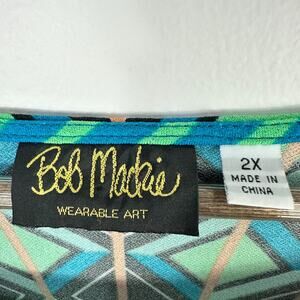 Bob Mackie
WEARABLE ART
2X
MADE IN
CHINA